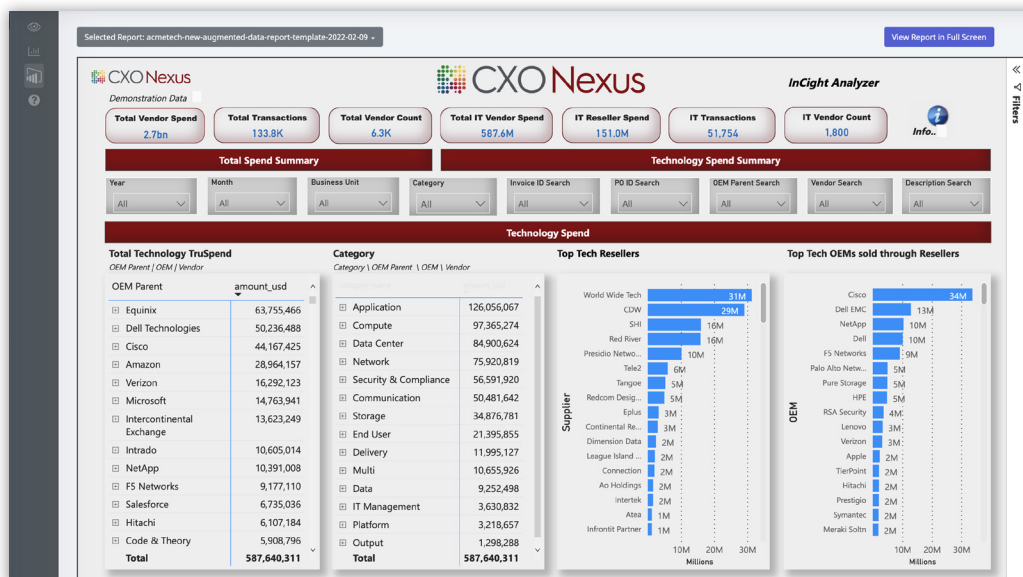 Selected Report: acmetech-new-augmented-data-report-template-2022-02-09
View Report in Full Screen
CXO Nexus
CXO Nexus
InCight Analyzer
Demonstration Data
Total Vendor Spend
2.7bn
Total Transactions
133.8K
Total Vendor Count
6.3K
Total IT Vendor Spend
587.6M
IT Reseller Spend
151.0M
IT Transactions
51,754
IT Vendor Count
1,800
Info..
Filters
Total Spend Summary
Technology Spend Summary
Year
All
Month
All
Business Unit
All
Category
All
Invoice ID Search
All
PO ID Search
All
OEM Parent Search
All
Vendor Search
All
Description Search
All
Technology Spend
Total Technology TruSpend
OEM Parent | OEM | Vendor
OEM Parent amount_usd
Equinix 63,755,466
Dell Technologies 50,236,488
Cisco 44,167,425
Amazon 28,964,157
Verizon 16,292,123
Microsoft 14,763,941
Intercontinental 13,623,249
Exchange
Intrado 10,605,014
NetApp 10,391,008
F5 Networks 9,177,110
Salesforce 6,735,036
Hitachi 6,107,184
Code & Theory 5,908,796
Total 587,640,311
Category
Category \ OEM Parent \ OEM \ Vendor
Application 126,056,067
Compute 97,365,274
Data Center 84,900,624
Network 75,920,819
Security & Compliance 56,591,920
Communication 50,481,642
Storage 34,876,781
End User 21,395,855
Delivery 11,995,127
Multi 10,655,926
Data 9,252,498
IT Management 3,630,832
Platform 3,218,657
Output 1,298,288
Total 587,640,311
Top Tech Resellers
Supplier
World Wide Tech 31M
CDW 29M
SHI 16M
Red River 16M
Presidio Netwo... 10M
Tele2 6M
Tangoe 5M
Redcom Desig... 5M
Eplus 3M
Continental Re... 3M
Dimension Data 2M
League Island ... 2M
Connection 2M
Ao Holdings 2M
Intertek 2M
Atea 1M
Infrontit Partner 1M
10M 20M 30M
Millions
Top Tech OEMs sold through Resellers
OEM
Cisco 34M
Dell EMC 13M
NetApp 10M
Dell 10M
F5 Networks 9M
Palo Alto Netw... 5M
Pure Storage 5M
HPE 5M
RSA Security 4M
Lenovo 3M
Verizon 3M
Apple 2M
TierPoint 2M
Hitachi 2M
Prestigio 2M
Symantec 2M
Meraki Soltn 2M
10M 20M 30M
Millions